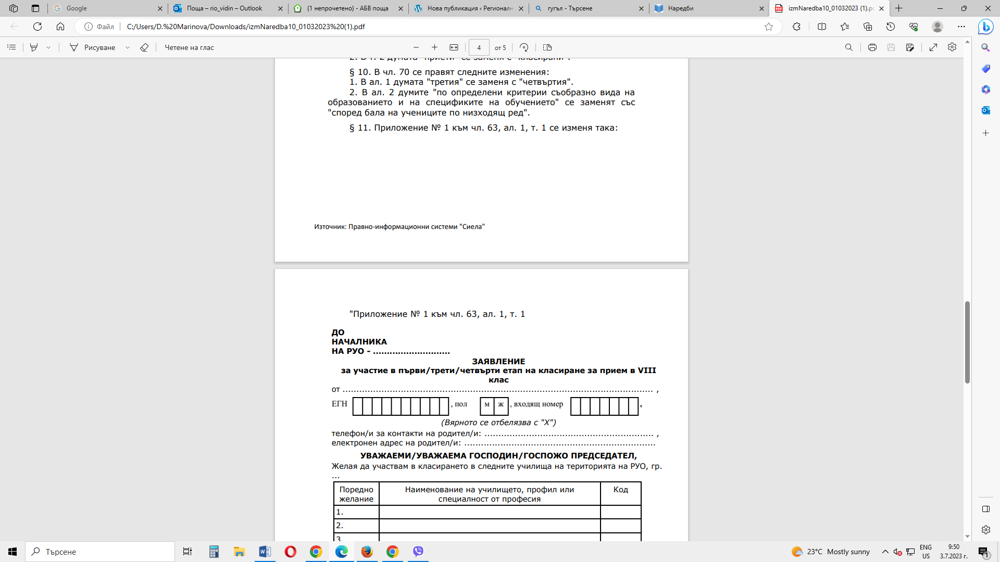 Google
Поща – rio_vidin – Outlook
(1 непрочетено) - АБВ поща
Нова публикация ‹ Регионалн
гугъл - Търсене
Наредби
izmNaredba10_01032023 (1).pd
Файл
C:/Users/D.%20Marinova/Downloads/izmNaredba10_01032023%20(1).pdf
Рисуване
Четене на глас
4
от 5
2. В т. 2 думата "приети" се заменя с "класирани".
§ 10. В чл. 70 се правят следните изменения:
1. В ал. 1 думата "третия" се заменя с "четвъртия".
2. В ал. 2 думите "по определени критерии съобразно вида на
образованието и на спецификите на обучението" се заменят със
"според бала на учениците по низходящ ред".
§ 11. Приложение № 1 към чл. 63, ал. 1, т. 1 се изменя така:
Източник: Правно-информационни системи "Сиела"
"Приложение № 1 към чл. 63, ал. 1, т. 1
ДО
НАЧАЛНИКА
НА РУО – ............................
ЗАЯВЛЕНИЕ
за участие в първи/трети/четвърти етап на класиране за прием в VIII
клас
от ................................................................................................................ ,
ЕГН , пол м ж , входящ номер ,
(Вярното се отбелязва с "Х")
телефон/и за контакти на родител/и: ............................................................. ,
електронен адрес на родител/и: .....................................................................
УВАЖАЕМИ/УВАЖАЕМА ГОСПОДИН/ГОСПОЖО ПРЕДСЕДАТЕЛ,
Желая да участвам в класирането в следните училища на територията на РУО, гр.
...
Поредно
желание
Наименование на училището, профил или
специалност от професия
Код
1.
2.
3.
Търсене
23°C Mostly sunny
ENG
US
9:50
3.7.2023 г.
1